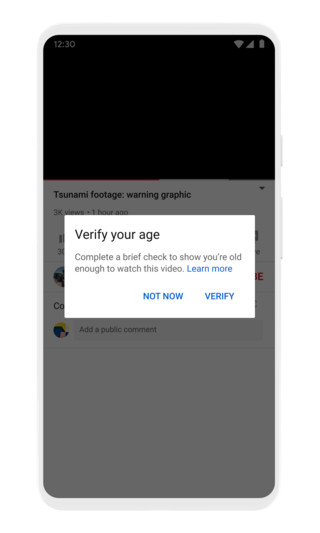 12:30
Tsunami footage: warning graphic
3K views • 1 hour ago
Verify your age
Complete a brief check to show you're old
enough to watch this video. Learn more
NOT NOW VERIFY
Add a public comment